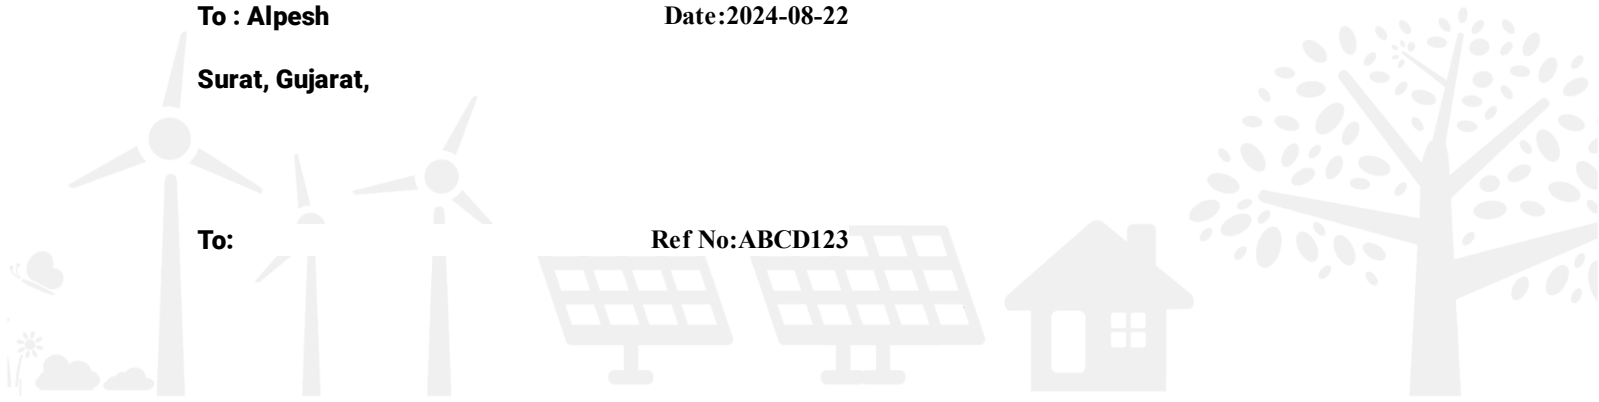 To : Alpesh Date:2024-08-22
Surat, Gujarat,
To: Ref No:ABCD123